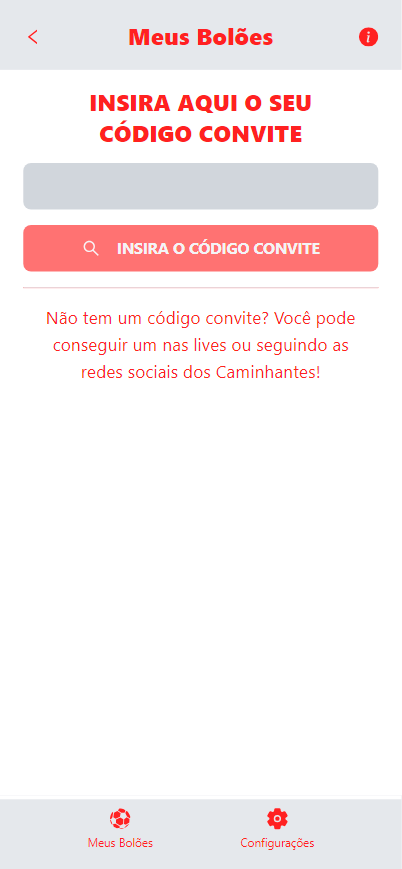 Meus Bolões
INSIRA AQUI O SEU
CÓDIGO CONVITE
INSIRA O CÓDIGO CONVITE
Não tem um código convite? Você pode
conseguir um nas lives ou seguindo as
redes sociais dos Caminhantes!
Meus Bolões
Configurações